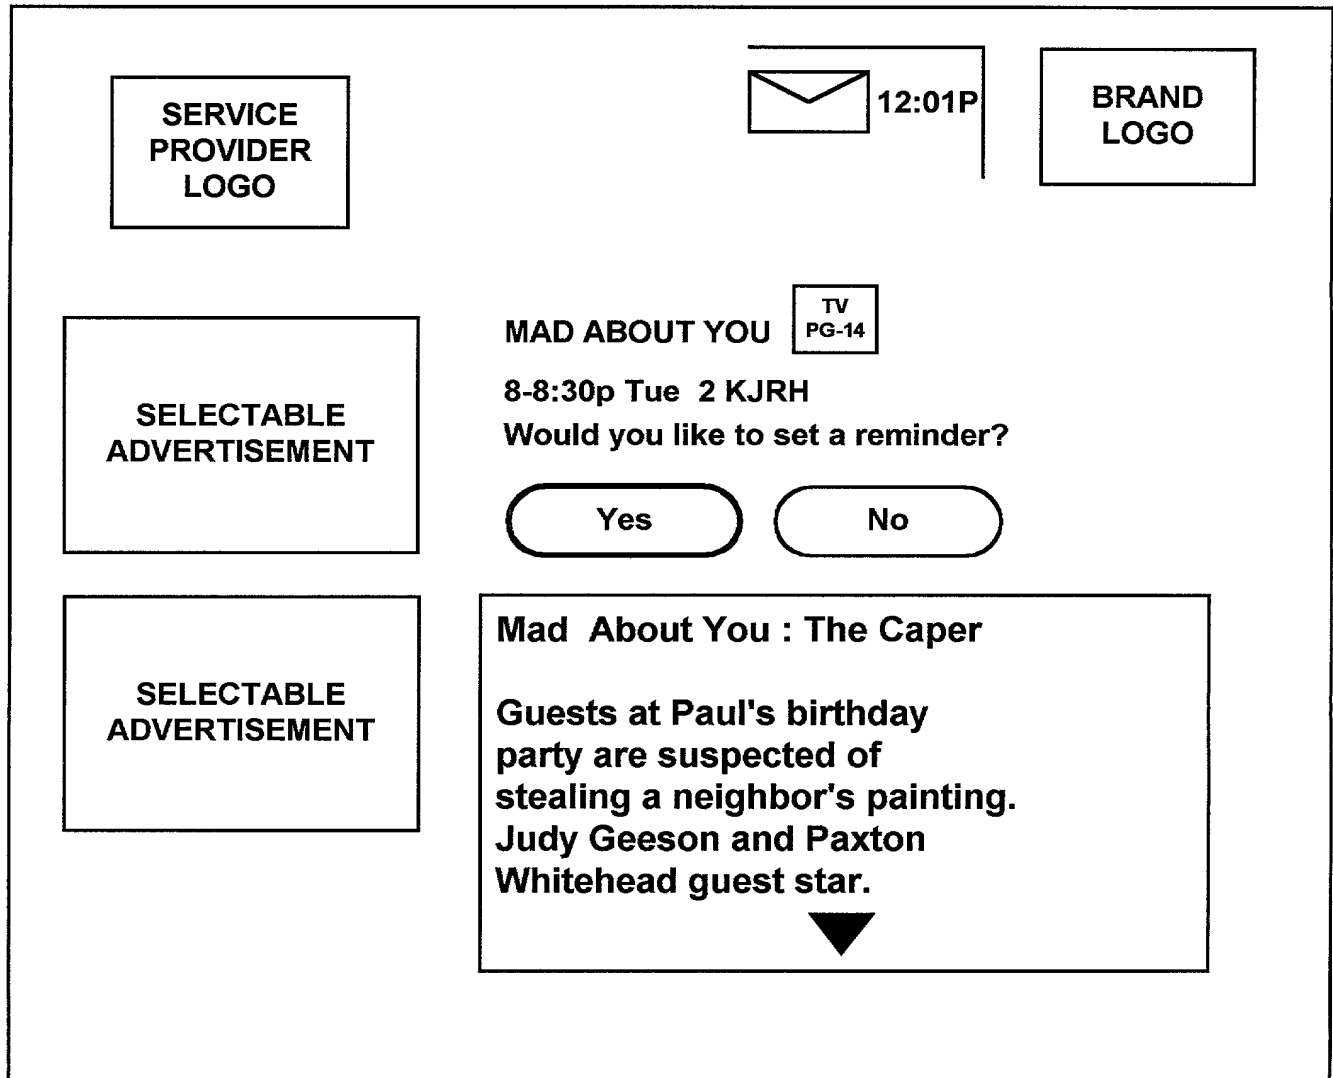 SERVICE
PROVIDER
LOGO
12:01P
BRAND
LOGO
SELECTABLE
ADVERTISEMENT
MAD ABOUT YOU
TV
PG-14
8-8:30p Tue 2 KJRH
Would you like to set a reminder?
Yes No
SELECTABLE
ADVERTISEMENT
Mad About You : The Caper
Guests at Paul's birthday
party are suspected of
stealing a neighbor's painting.
Judy Geeson and Paxton
Whitehead guest star.